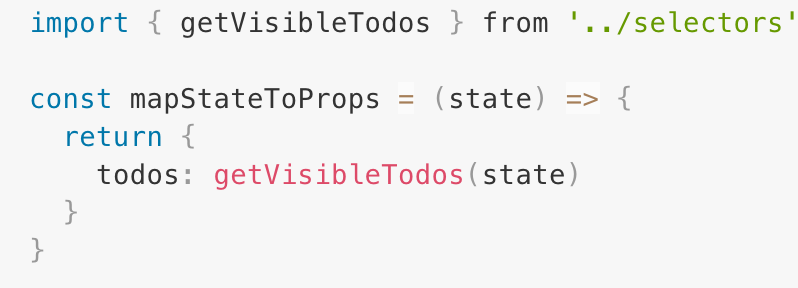 import { getVisibleTodos } from '../selectors'
const mapStateToProps = (state) => {
  return {
    todos: getVisibleTodos(state)
  }
}